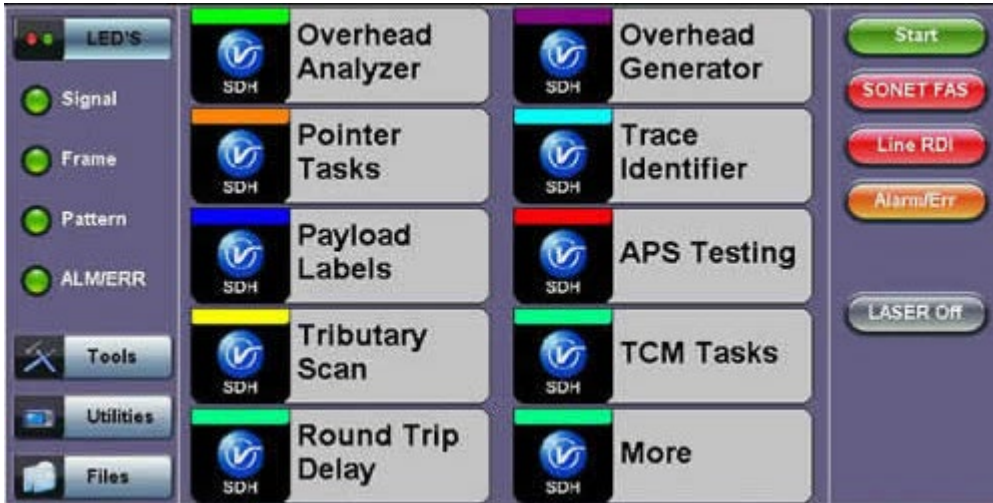 LED'S
Signal
Frame
Pattern
ALM/ERR
Tools
Utilities
Files
Overhead
Analyzer
SDH
Overhead
Generator
SDH
Pointer
Tasks
SDH
Trace
Identifier
SDH
Payload
Labels
SDH
APS Testing
SDH
Tributary
Scan
SDH
TCM Tasks
SDH
Round Trip
Delay
SDH
More
SDH
Start
SONET FAS
Line RDI
Alarm/Err
LASER Off